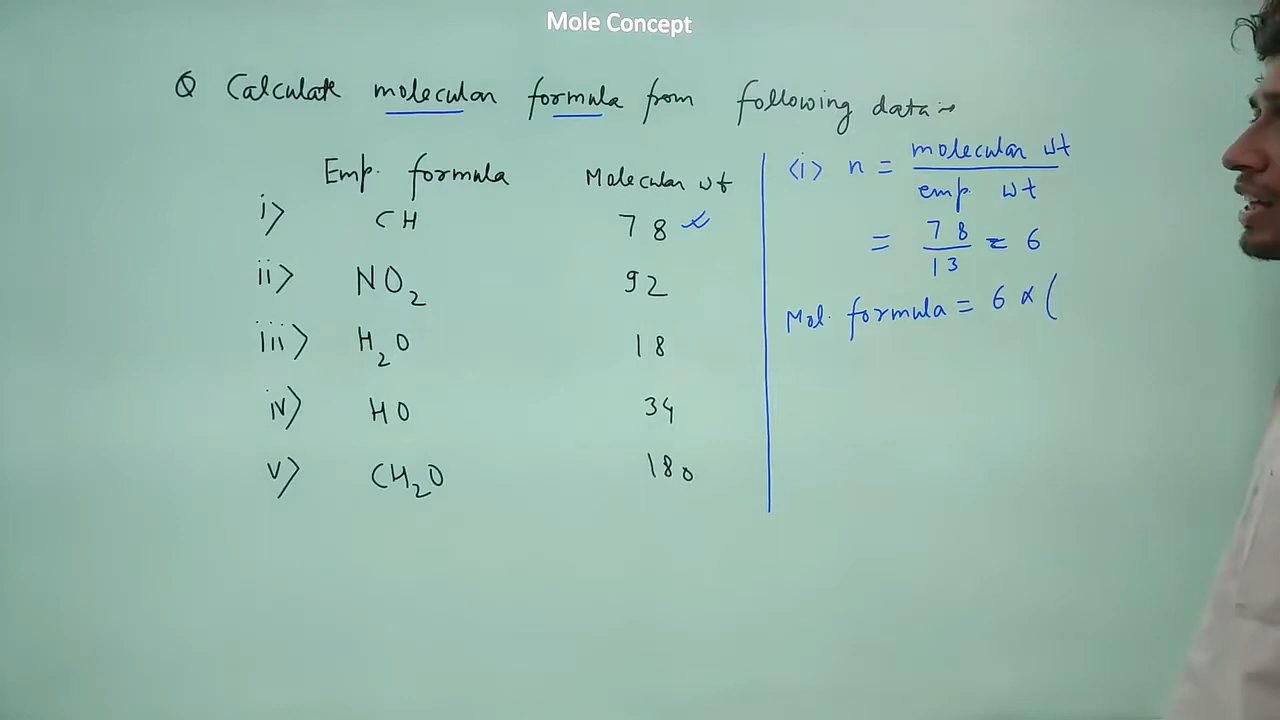 Mole Concept
Q Calculate molecular formula from following data :-
Emp. formula Molecular wt
i> CH 78
ii> NO2 92
iii> H2O 18
iv) HO 34
v) CH2O 180
(i) n = molecular wt
emp wt
= 78 = 6
13
Mol. formula = 6 x (